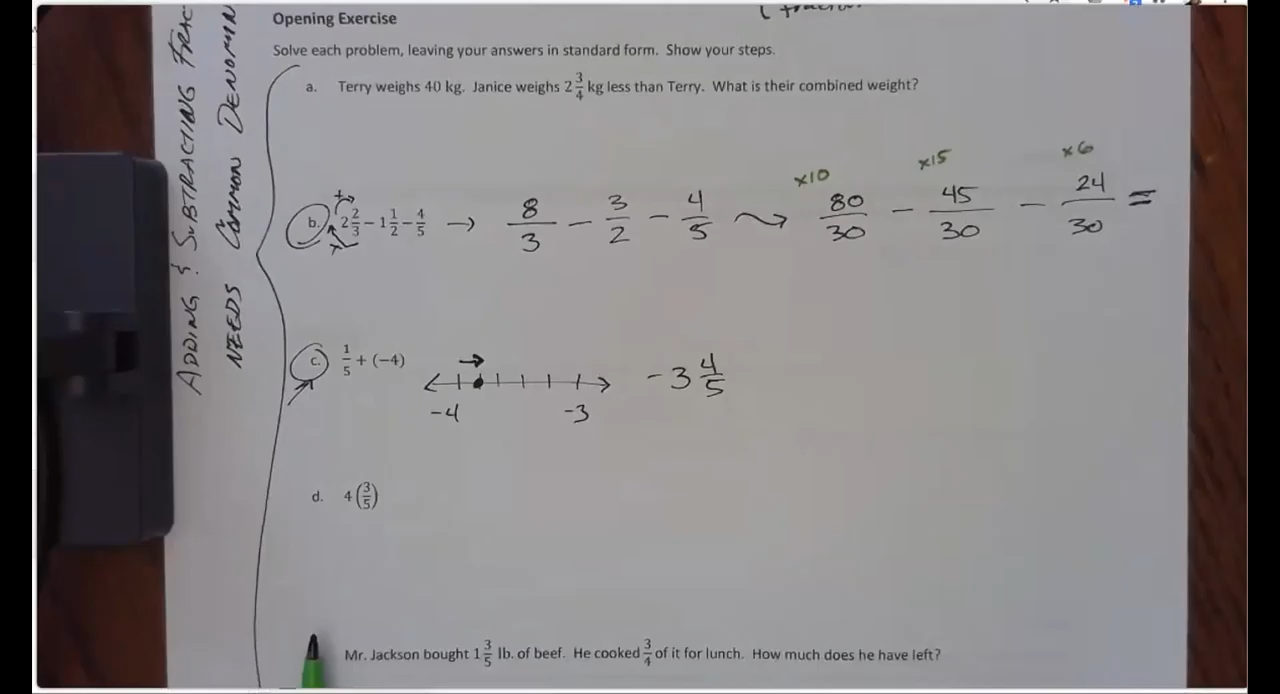 Opening Exercise
Solve each problem, leaving your answers in standard form. Show your steps.
a. Terry weighs 40 kg. Janice weighs 2 3/4 kg less than Terry. What is their combined weight?
×10 ×15 ×6
b. 2 2/3 − 1 1/2 − 4/5 → 8/3 − 3/2 − 4/5 ⇝ 80/30 − 45/30 − 24/30 =
+
×
c. 1/5 + (−4) −3 4/5
−4 −3
d. 4(3/5)
Mr. Jackson bought 1 3/5 lb. of beef. He cooked 3/4 of it for lunch. How much does he have left?
ADDING & SUBTRACTING FRAC
NEEDS COMMON DENOMIN